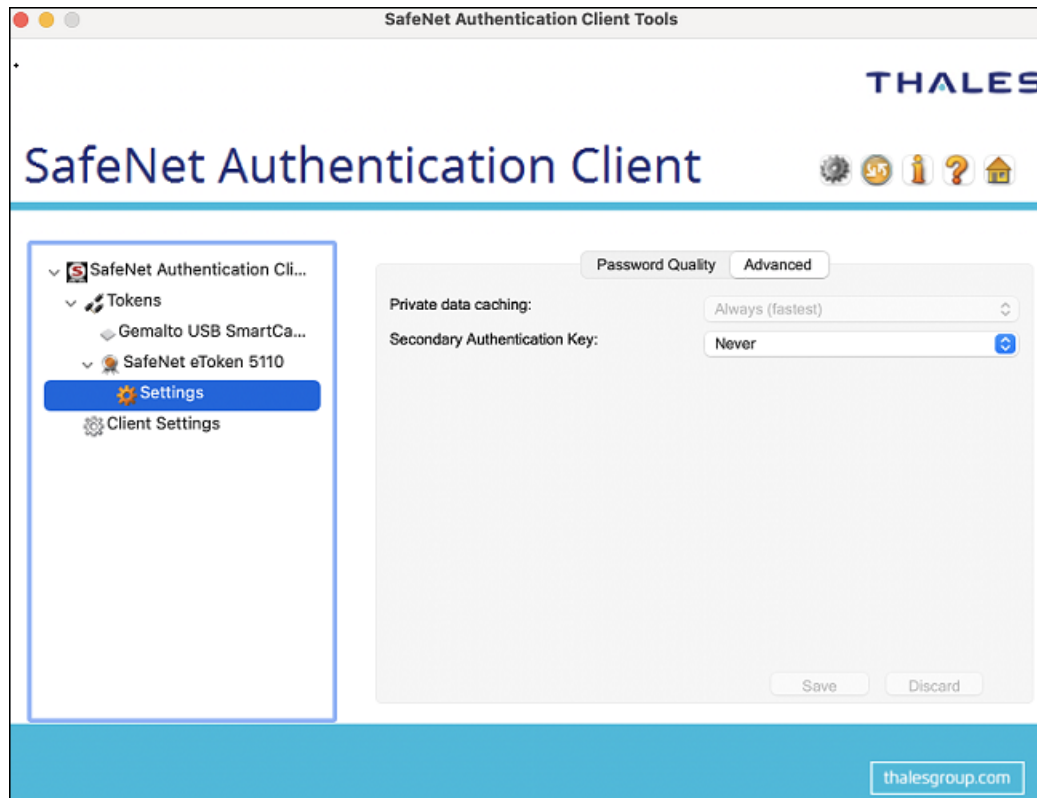 SafeNet Authentication Client Tools
THALES
SafeNet Authentication Client
SafeNet Authentication Cli...
Tokens
Gemalto USB SmartCa...
SafeNet eToken 5110
Settings
Client Settings
Password Quality Advanced
Private data caching: Always (fastest)
Secondary Authentication Key: Never
Save Discard
thalesgroup.com